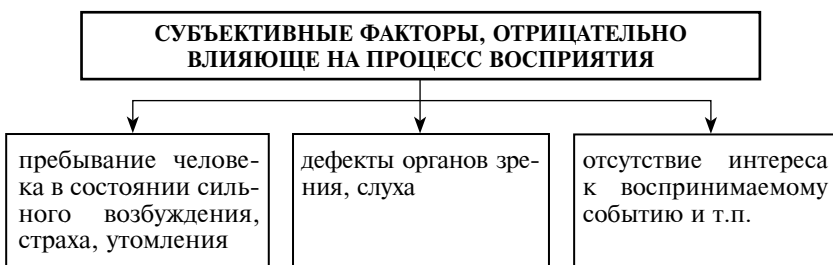 СУБЪЕКТИВНЫЕ ФАКТОРЫ, ОТРИЦАТЕЛЬНО
ВЛИЯЮЩЕ НА ПРОЦЕСС ВОСПРИЯТИЯ
пребывание челове-
ка в состоянии силь-
ного возбуждения,
страха, утомления
дефекты органов зре-
ния, слуха
отсутствие интереса
к воспринимаемому
событию и т.п.